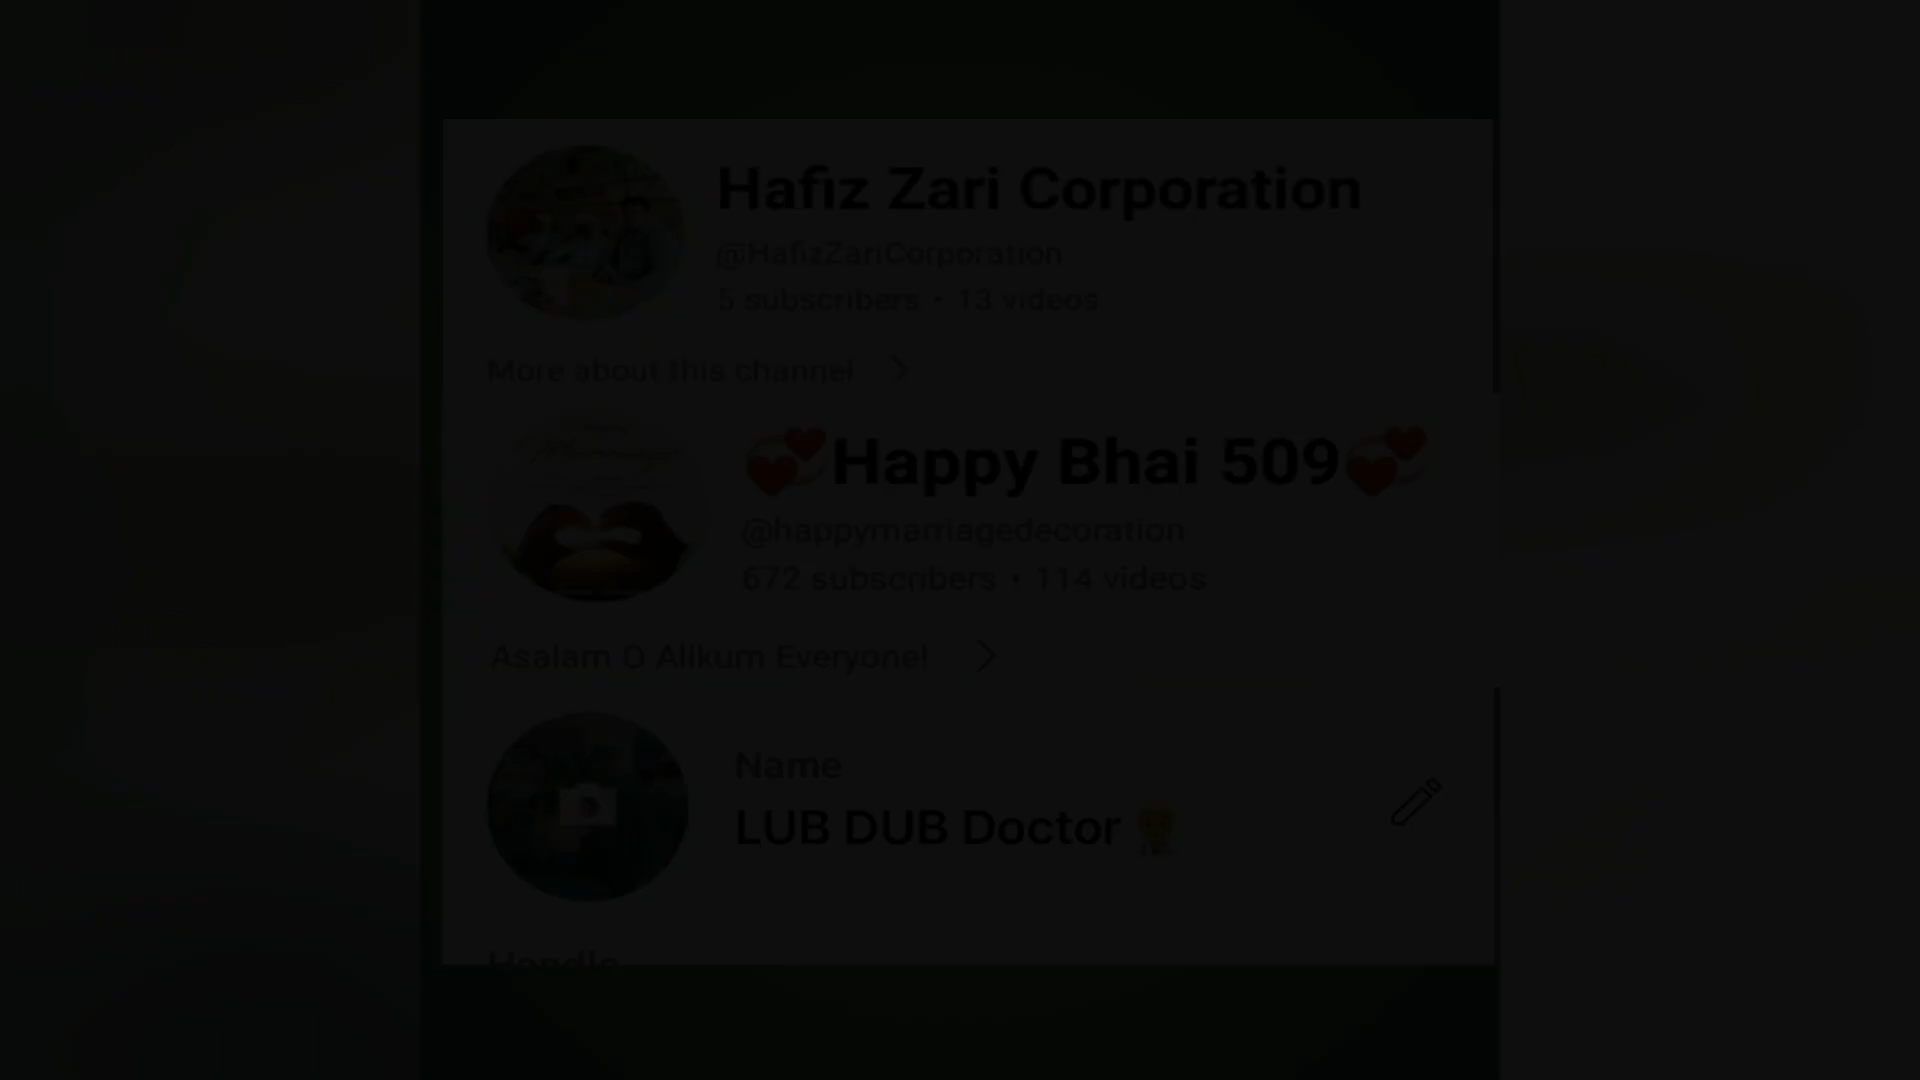 Hafiz Zari Corporation
@HafizZariCorporation
5 subscribers • 13 videos
More about this channel >
💞Happy Bhai 509💞
@happymarriagedecoration
672 subscribers • 114 videos
Asalam O Alikum Everyone! >
Name
LUB DUB Doctor
Handle